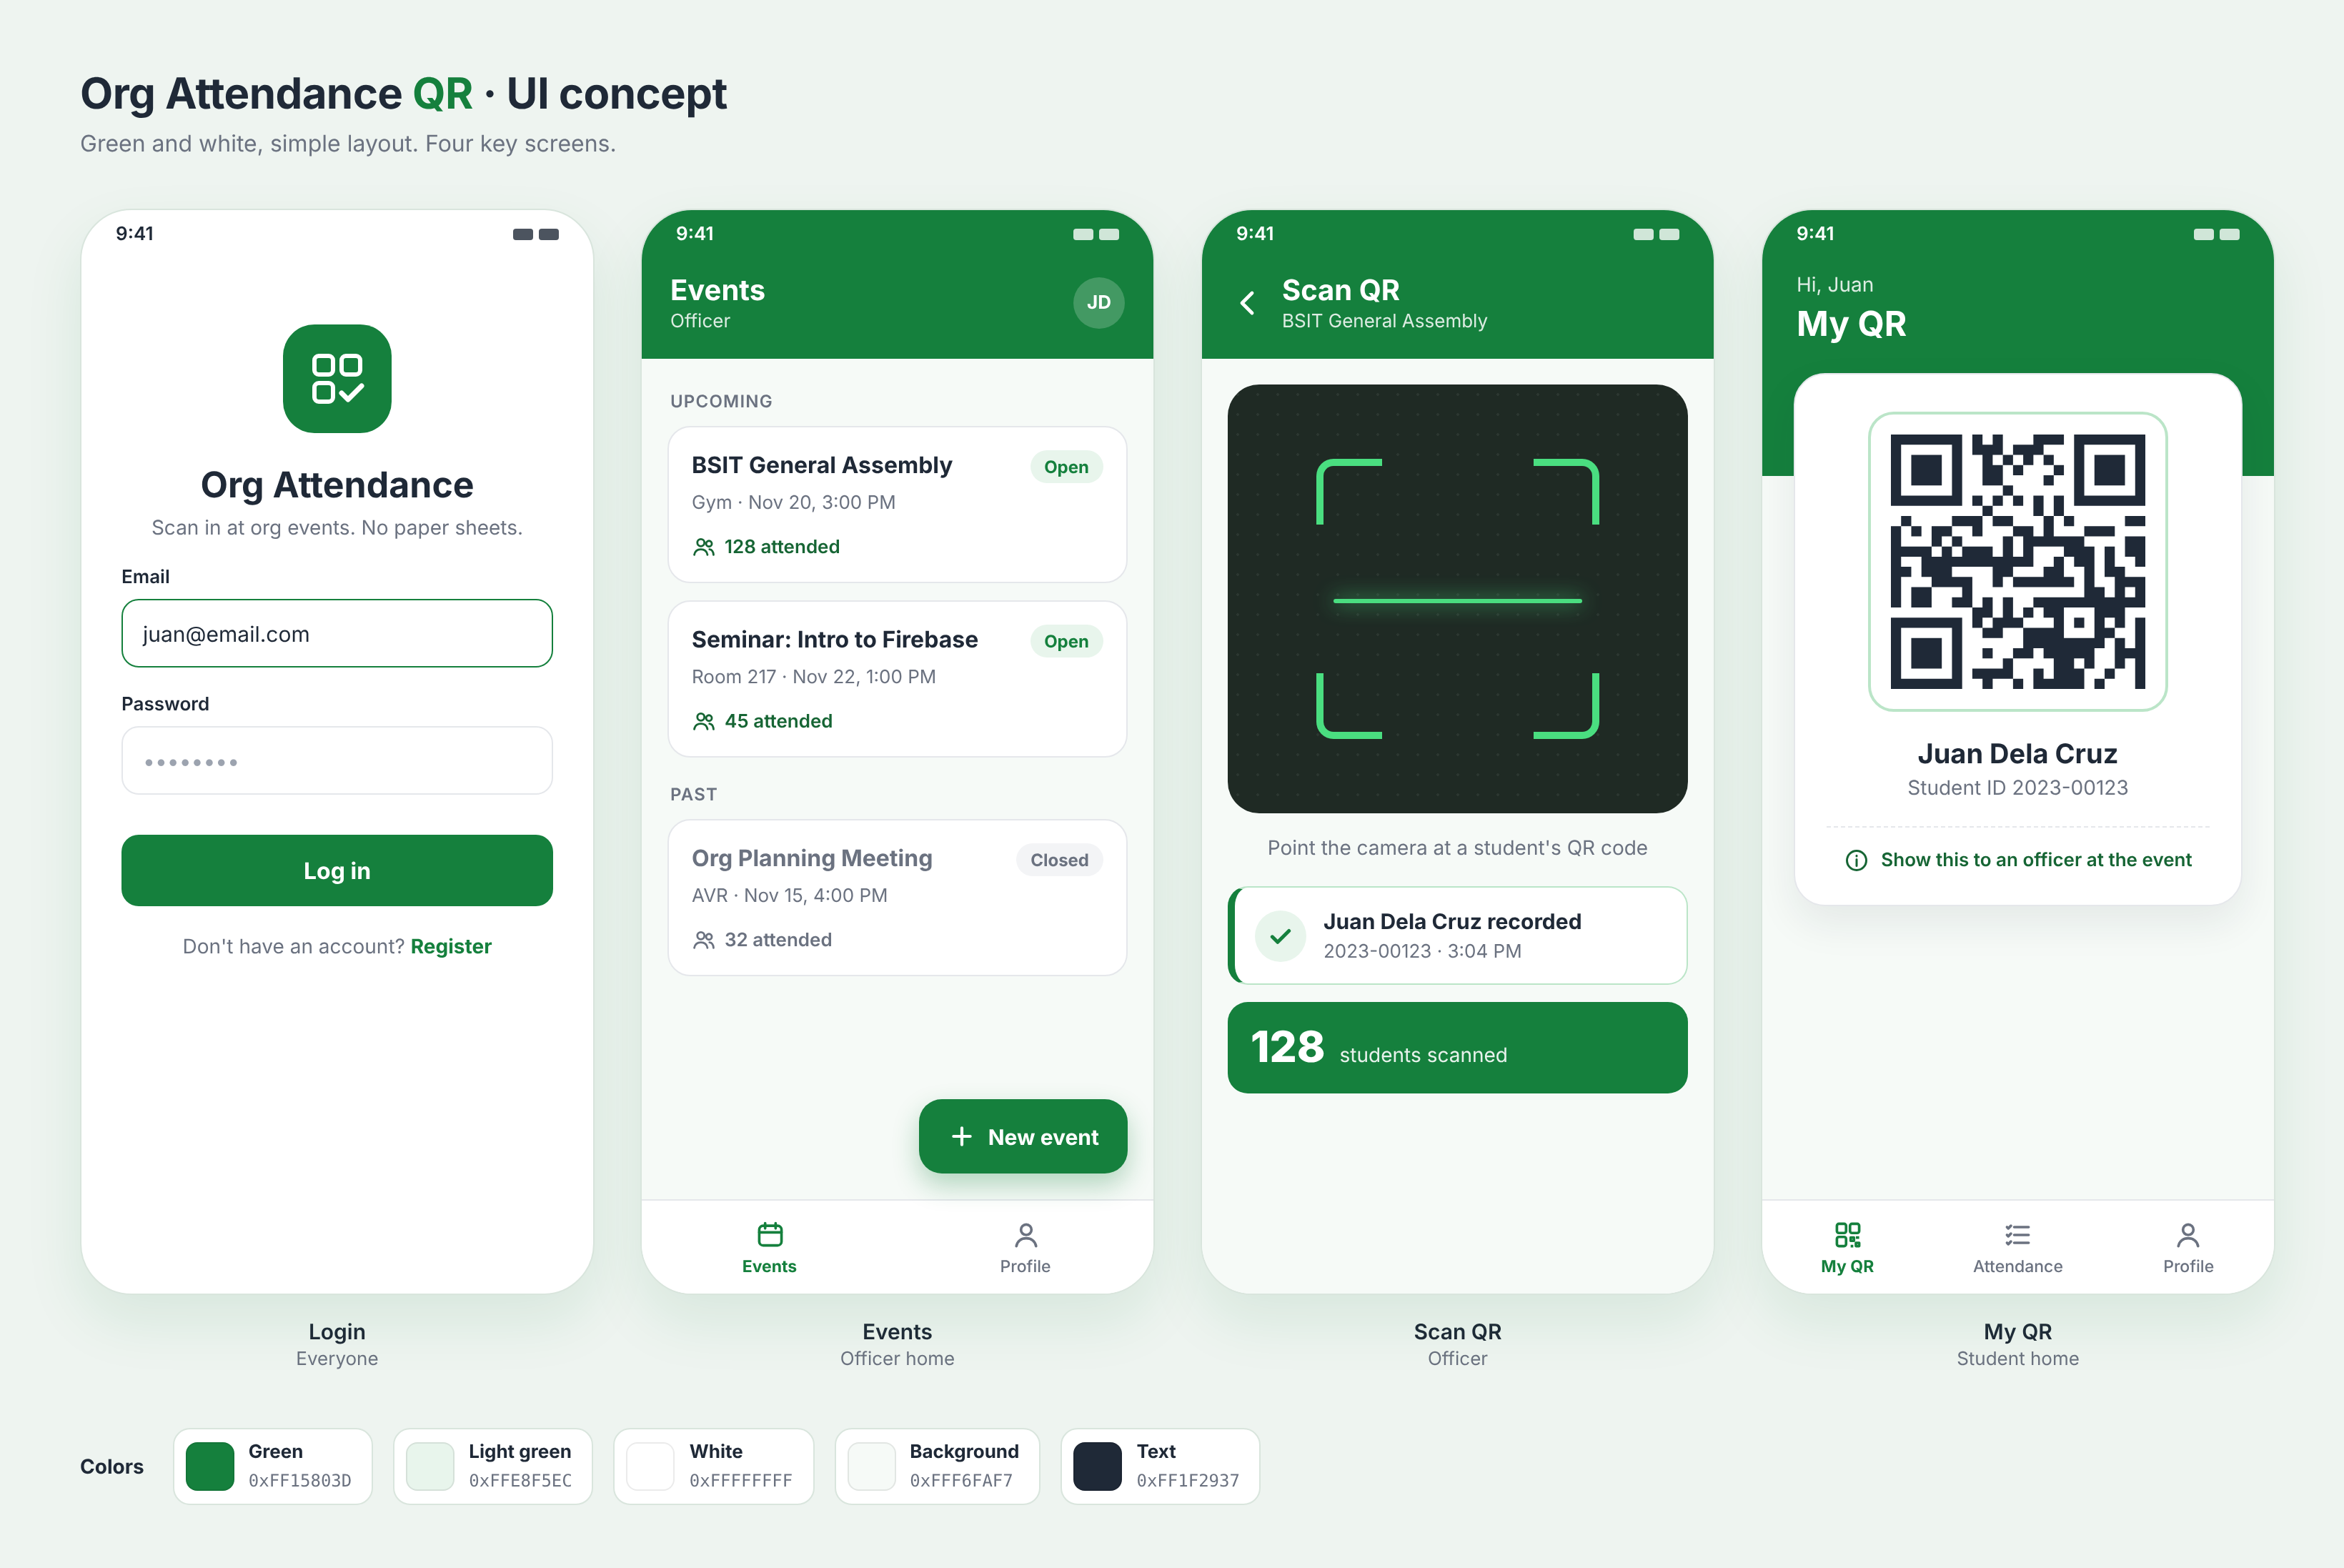 Org Attendance QR · UI concept
Green and white, simple layout. Four key screens.
9:41
Org Attendance
Scan in at org events. No paper sheets.
Email
juan@email.com
Password
••••••••
Log in
Don't have an account? Register
Login
Everyone
9:41
Events
Officer
JD
UPCOMING
BSIT General Assembly
Open
Gym · Nov 20, 3:00 PM
128 attended
Seminar: Intro to Firebase
Open
Room 217 · Nov 22, 1:00 PM
45 attended
PAST
Org Planning Meeting
Closed
AVR · Nov 15, 4:00 PM
32 attended
+ New event
Events
Profile
Events
Officer home
9:41
Scan QR
BSIT General Assembly
Point the camera at a student's QR code
Juan Dela Cruz recorded
2023-00123 · 3:04 PM
128 students scanned
Scan QR
Officer
9:41
Hi, Juan
My QR
Juan Dela Cruz
Student ID 2023-00123
Show this to an officer at the event
My QR
Attendance
Profile
My QR
Student home
Colors
Green
0xFF15803D
Light green
0xFFE8F5EC
White
0xFFFFFFFF
Background
0xFFF6FAF7
Text
0xFF1F2937